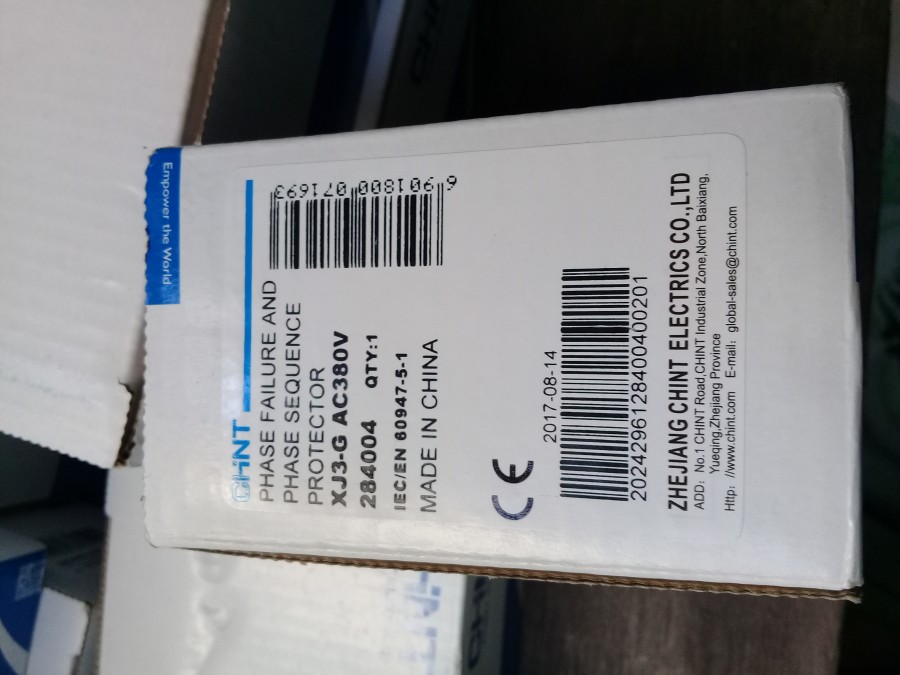 Empower the World
CHNT
PHASE FAILURE AND
PHASE SEQUENCE
PROTECTOR
XJ3-G AC380V
284004 QTY:1
IEC/EN 60947-5-1
MADE IN CHINA
6 901800 071693
CE
2017-08-14
2024296128400400201
ZHEJIANG CHINT ELECTRICS CO.,LTD
ADD: No.1 CHINT Road,CHINT Industrial Zone,North Baixiang,
Yueqing,Zhejiang Province
Http: //www.chint.com E-mail: global-sales@chint.com